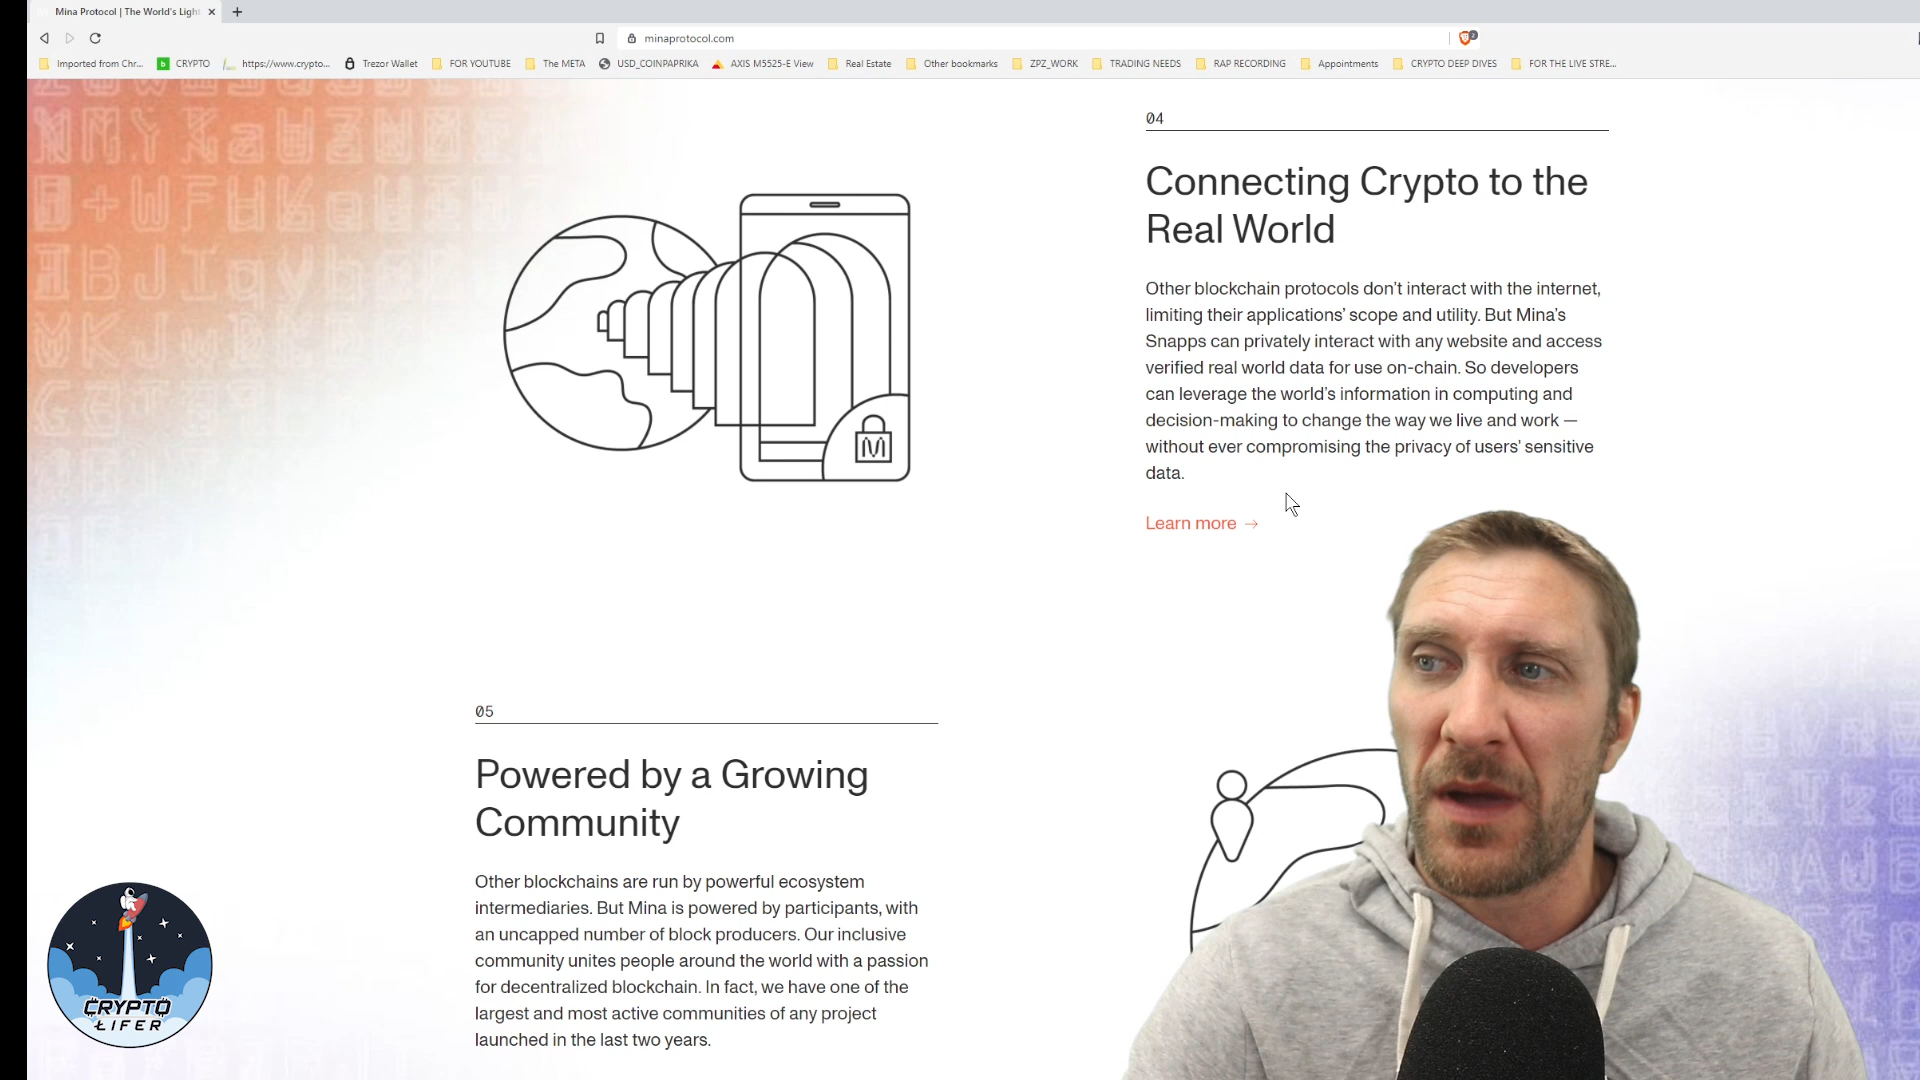 Mina Protocol | The World's Ligh
minaprotocol.com
2
Imported from Chr... CRYPTO https://www.crypto... Trezor Wallet FOR YOUTUBE The META USD_COINPAPRIKA AXIS M5525-E View Real Estate Other bookmarks ZPZ_WORK TRADING NEEDS RAP RECORDING Appointments CRYPTO DEEP DIVES FOR THE LIVE STRE...
04
Connecting Crypto to the
Real World
Other blockchain protocols don’t interact with the internet,
limiting their applications’ scope and utility. But Mina’s
Snapps can privately interact with any website and access
verified real world data for use on-chain. So developers
can leverage the world’s information in computing and
decision-making to change the way we live and work —
without ever compromising the privacy of users' sensitive
data.
Learn more →
05
Powered by a Growing
Community
Other blockchains are run by powerful ecosystem
intermediaries. But Mina is powered by participants, with
an uncapped number of block producers. Our inclusive
community unites people around the world with a passion
for decentralized blockchain. In fact, we have one of the
largest and most active communities of any project
launched in the last two years.
CRYPTO
LIFER